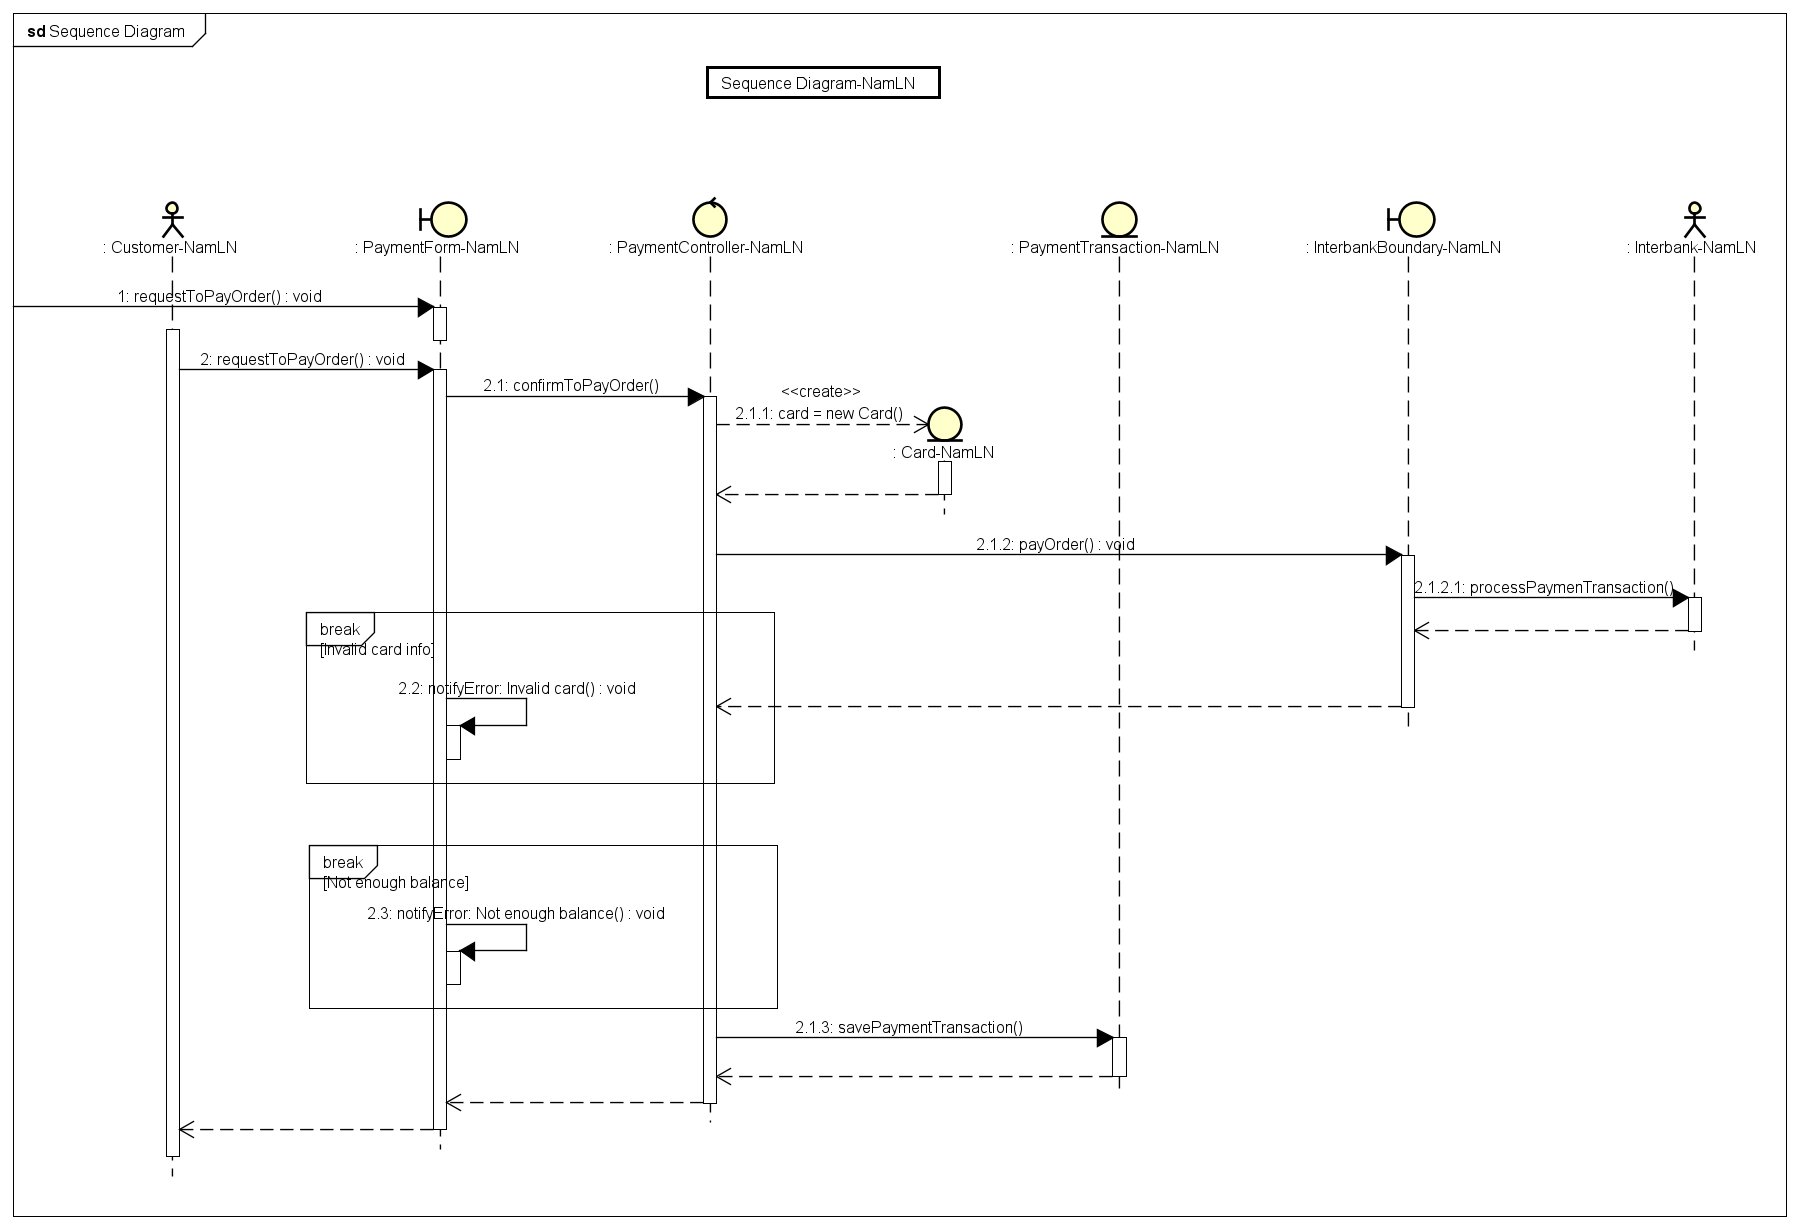 sd Sequence Diagram
Sequence Diagram-NamLN
: Customer-NamLN
: PaymentForm-NamLN
: PaymentController-NamLN
: PaymentTransaction-NamLN
: InterbankBoundary-NamLN
: Interbank-NamLN
1: requestToPayOrder() : void
2: requestToPayOrder() : void
2.1: confirmToPayOrder()
<<create>>
2.1.1: card = new Card()
: Card-NamLN
2.1.2: payOrder() : void
2.1.2.1: processPaymenTransaction()
break
[Invalid card info]
2.2: notifyError: Invalid card() : void
break
[Not enough balance]
2.3: notifyError: Not enough balance() : void
2.1.3: savePaymentTransaction()